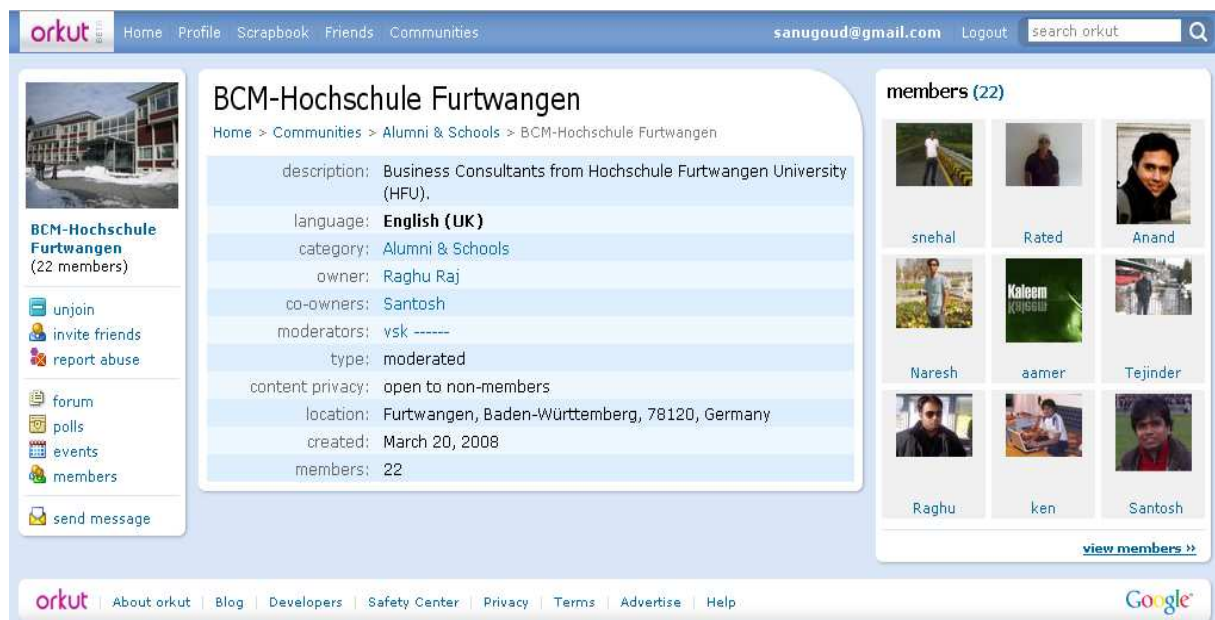 orkut BETA Home Profile Scrapbook Friends Communities sanugoud@gmail.com Logout search orkut
BCM-Hochschule
Furtwangen
(22 members)
unjoin
invite friends
report abuse
forum
polls
events
members
send message
BCM-Hochschule Furtwangen
Home > Communities > Alumni & Schools > BCM-Hochschule Furtwangen
description: Business Consultants from Hochschule Furtwangen University
(HFU).
language: English (UK)
category: Alumni & Schools
owner: Raghu Raj
co-owners: Santosh
moderators: vsk ------
type: moderated
content privacy: open to non-members
location: Furtwangen, Baden-Württemberg, 78120, Germany
created: March 20, 2008
members: 22
members (22)
snehal Rated Anand
Kaleem
Naresh aamer Tejinder
Raghu ken Santosh
view members »
orkut | About orkut | Blog | Developers | Safety Center | Privacy | Terms | Advertise | Help Google